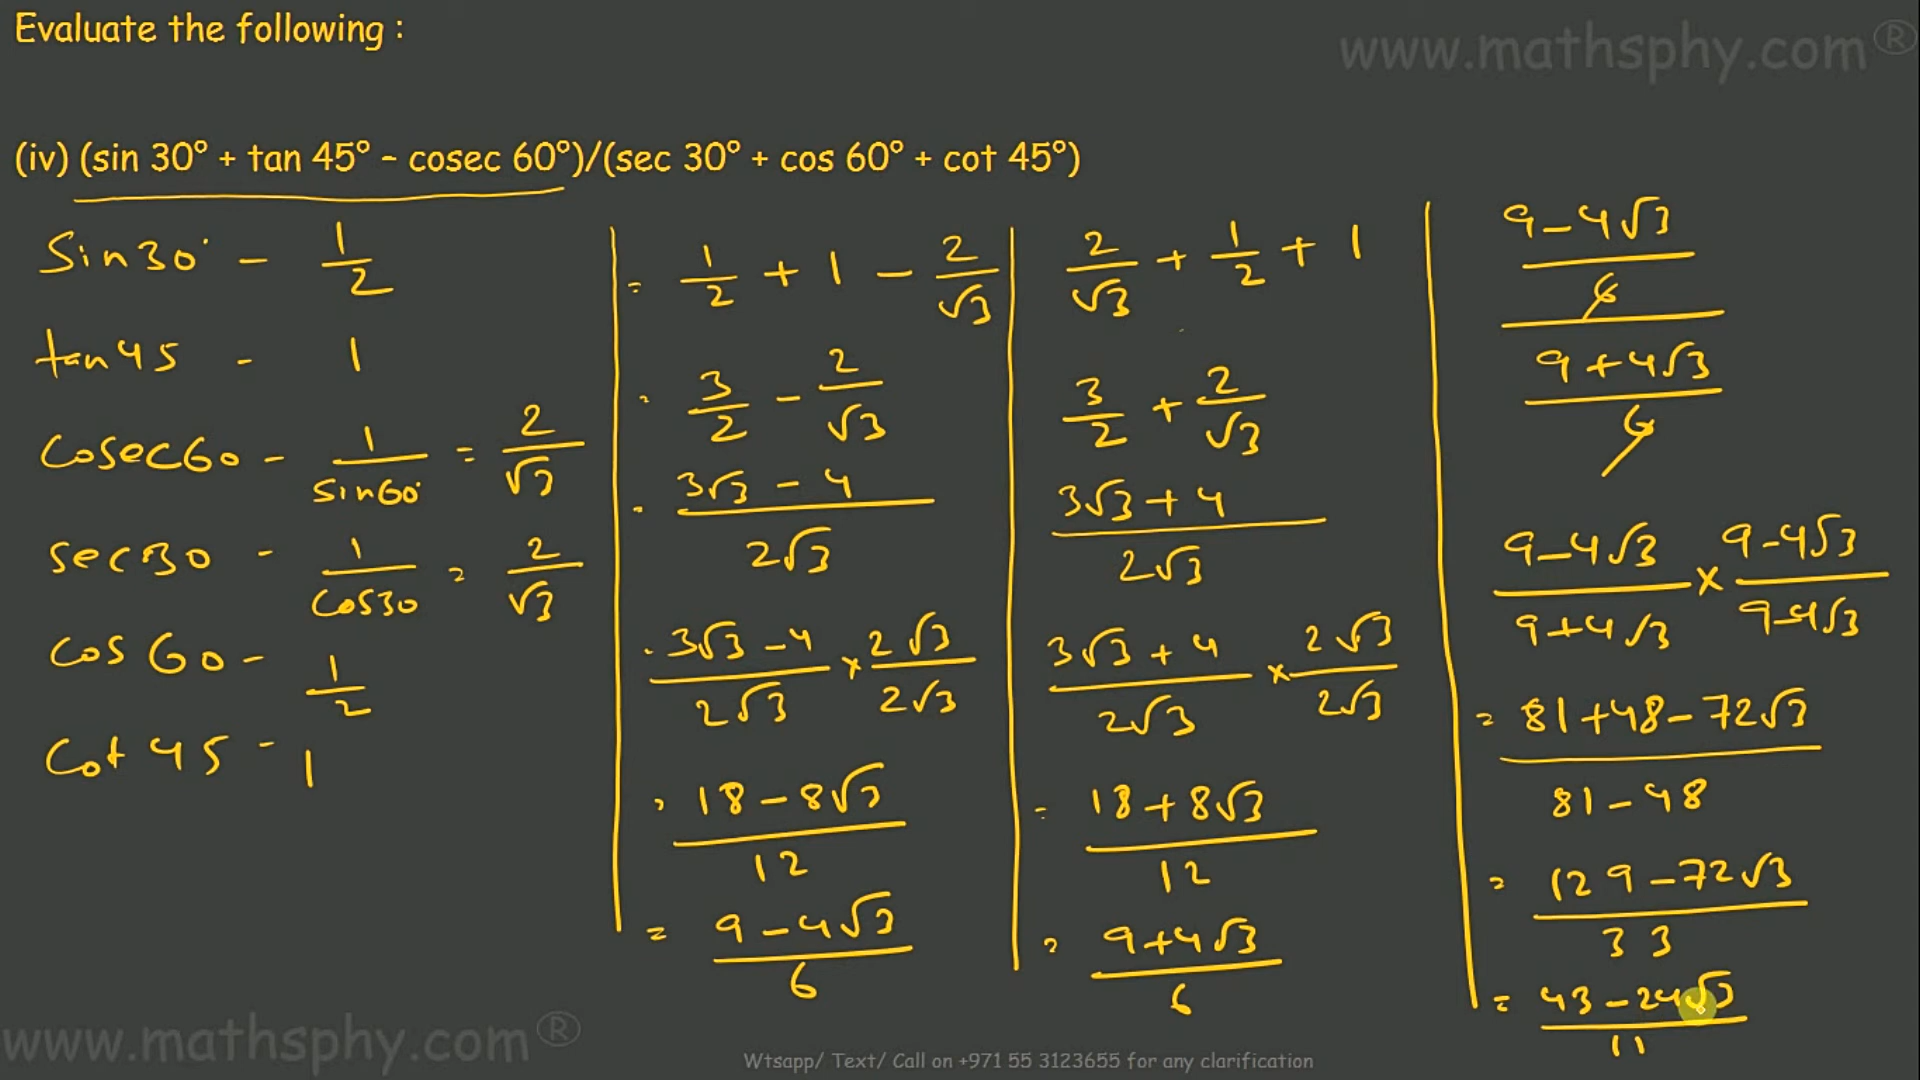 Evaluate the following :
www.mathsphy.com®
(iv) (sin 30° + tan 45° – cosec 60°)/(sec 30° + cos 60° + cot 45°)
Sin30° - 1/2
tan 45 - 1
Cosec60 - 1/sin60° = 2/√3
sec30 - 1/cos30 = 2/√3
Cos 60 - 1/2
Cot 45 - 1
= 1/2 + 1 - 2/√3
= 3/2 - 2/√3
= (3√3 - 4)/2√3
= (3√3 - 4)/2√3 × 2√3/2√3
= (18 - 8√3)/12
= (9 - 4√3)/6
2/√3 + 1/2 + 1
3/2 + 2/√3
(3√3 + 4)/2√3
(3√3 + 4)/2√3 × 2√3/2√3
= (18 + 8√3)/12
= (9 + 4√3)/6
9 - 4√3
6
9 + 4√3
6
(9 - 4√3)/(9 + 4√3) × (9 - 4√3)/(9 - 4√3)
= (81 + 48 - 72√3)/(81 - 48)
= (129 - 72√3)/33
= (43 - 24√3)/11
www.mathsphy.com®
Wtsapp/ Text/ Call on +971 55 3123655 for any clarification